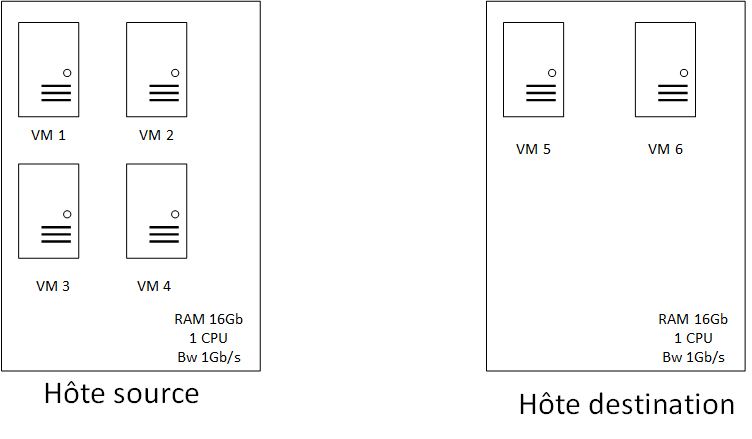 VM 1
VM 2
VM 3
VM 4
RAM 16Gb
1 CPU
Bw 1Gb/s
Hôte source
VM 5
VM 6
RAM 16Gb
1 CPU
Bw 1Gb/s
Hôte destination